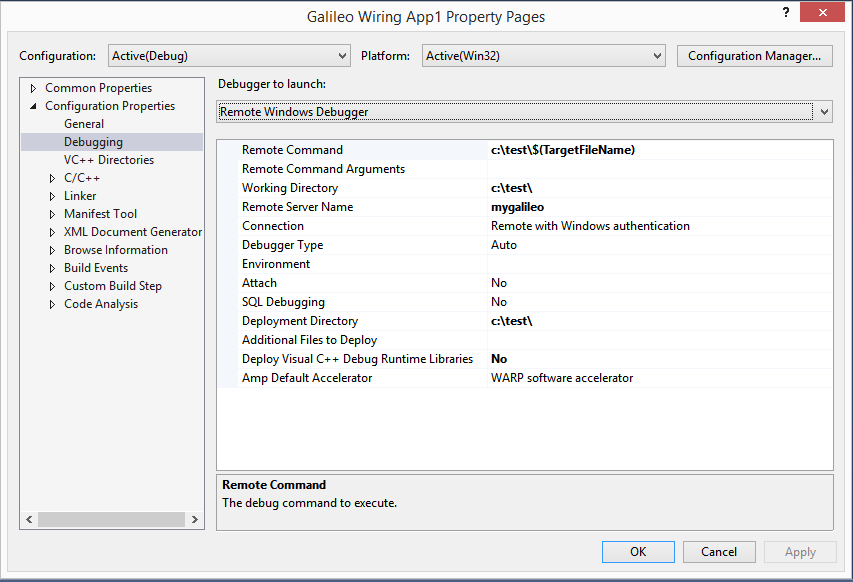 Galileo Wiring App1 Property Pages
?
Configuration: Active(Debug) Platform: Active(Win32) Configuration Manager...
Common Properties
Configuration Properties
General
Debugging
VC++ Directories
C/C++
Linker
Manifest Tool
XML Document Generator
Browse Information
Build Events
Custom Build Step
Code Analysis
Debugger to launch:
Remote Windows Debugger
Remote Command c:\test\$(TargetFileName)
Remote Command Arguments
Working Directory c:\test\
Remote Server Name mygalileo
Connection Remote with Windows authentication
Debugger Type Auto
Environment
Attach No
SQL Debugging No
Deployment Directory c:\test\
Additional Files to Deploy
Deploy Visual C++ Debug Runtime Libraries No
Amp Default Accelerator WARP software accelerator
Remote Command
The debug command to execute.
OK Cancel Apply